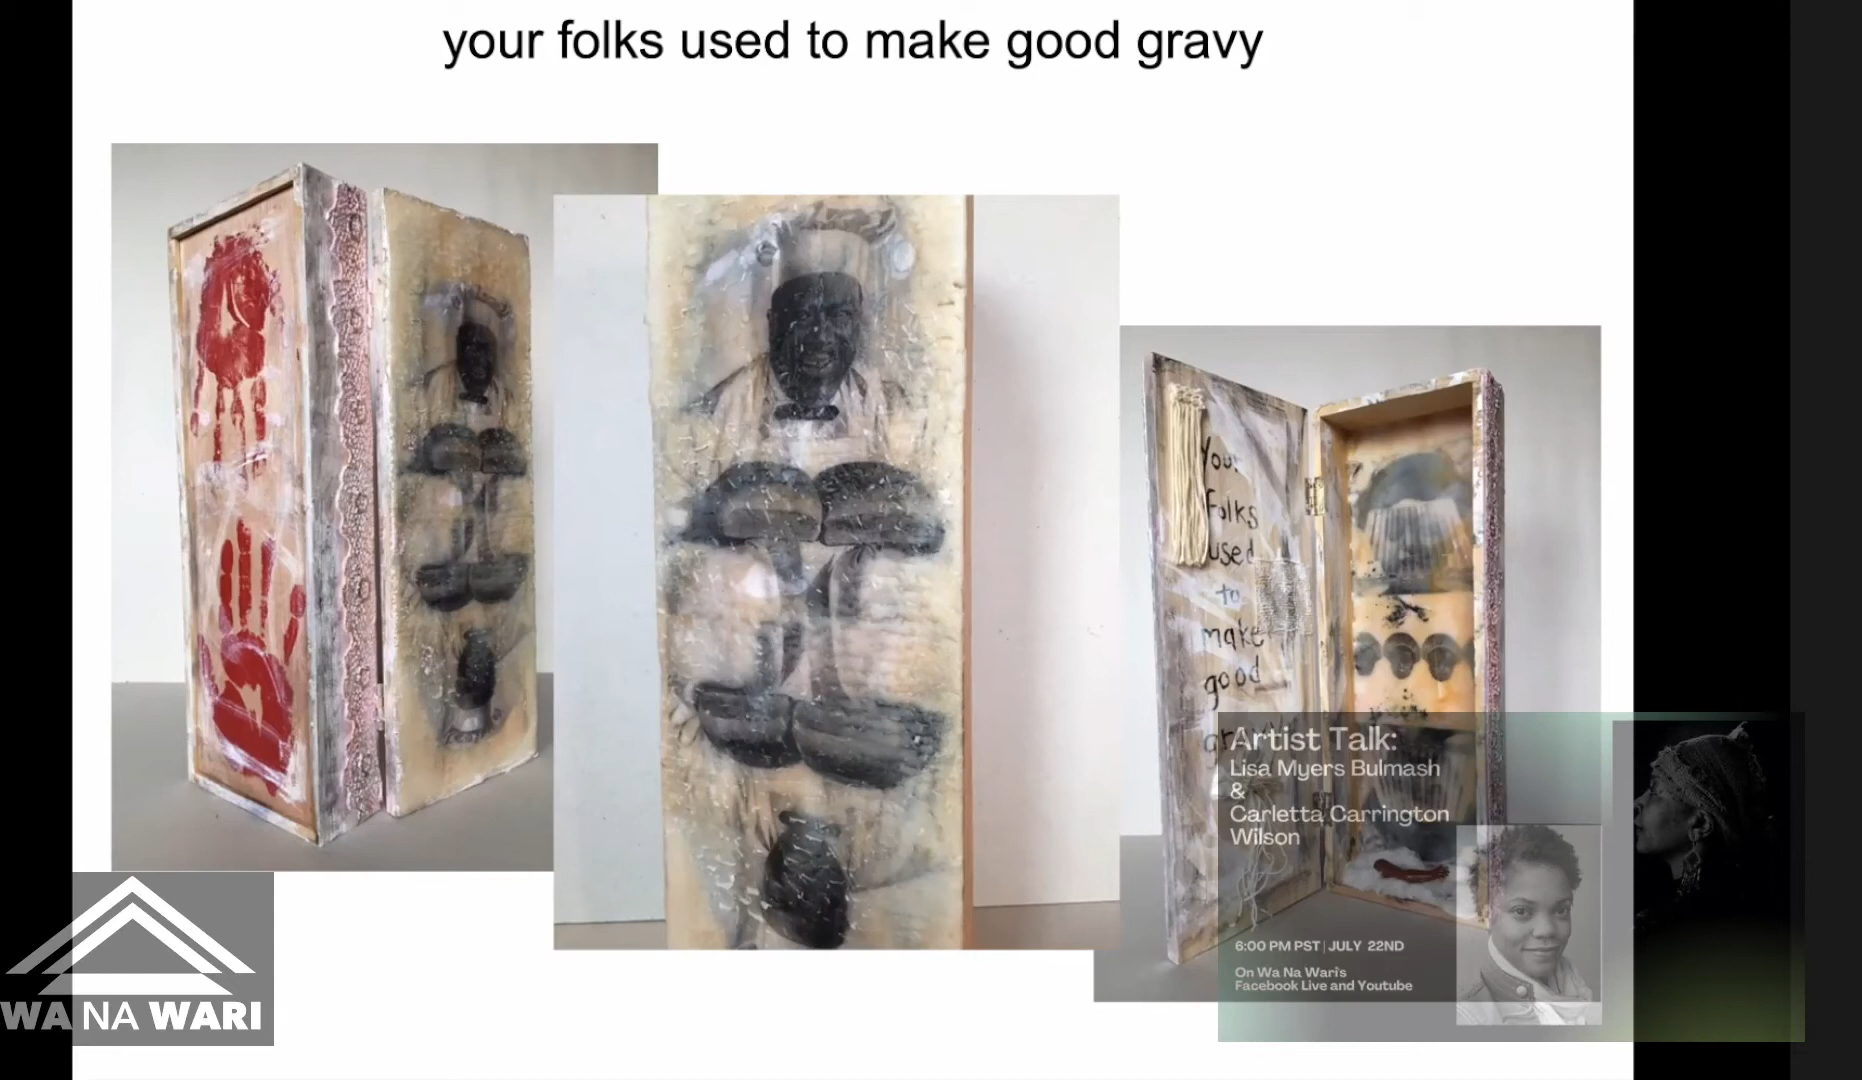 your folks used to make good gravy
your
folks
used
to
make
good
Artist Talk:
Lisa Myers Bulmash
&
Carletta Carrington
Wilson
6:00 PM PST | JULY 22ND
On Wa Na Wari's
Facebook Live and Youtube
WA NA WARI